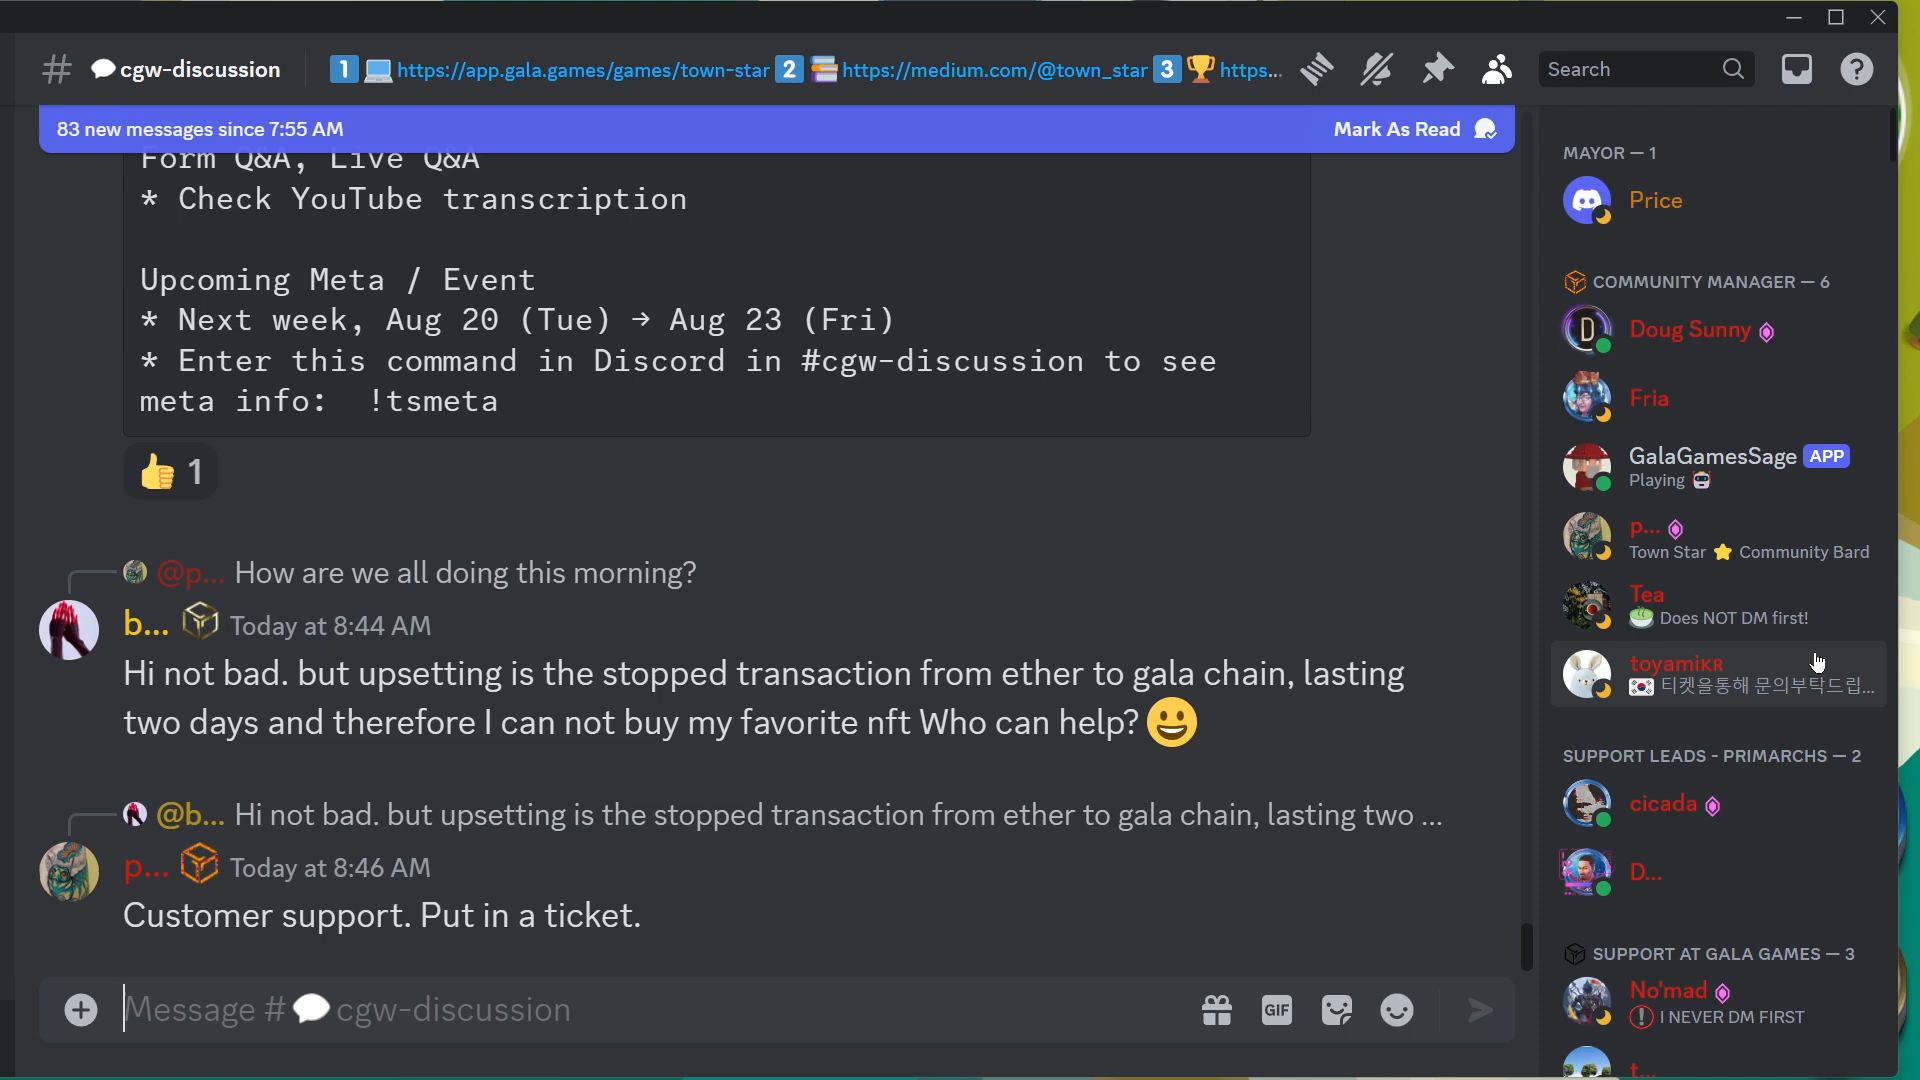 cgw-discussion
1 https://app.gala.games/games/town-star 2 https://medium.com/@town_star 3 https...
Search
83 new messages since 7:55 AM
Mark As Read
Form Q&A, Live Q&A
* Check YouTube transcription
Upcoming Meta / Event
* Next week, Aug 20 (Tue) → Aug 23 (Fri)
* Enter this command in Discord in #cgw-discussion to see
meta info:  !tsmeta
👍 1
@p... How are we all doing this morning?
b... Today at 8:44 AM
Hi not bad. but upsetting is the stopped transaction from ether to gala chain, lasting
two days and therefore I can not buy my favorite nft Who can help? 😀
@b... Hi not bad. but upsetting is the stopped transaction from ether to gala chain, lasting two ...
p... Today at 8:46 AM
Customer support. Put in a ticket.
Message # 💬 cgw-discussion
GIF
MAYOR — 1
Price
COMMUNITY MANAGER — 6
D
Doug Sunny
Fria
GalaGamesSage APP
Playing 🤖
p...
Town Star ⭐ Community Bard
Tea
🍵 Does NOT DM first!
toyamiKR
🇰🇷 티켓을통해 문의부탁드립...
SUPPORT LEADS - PRIMARCHS — 2
cicada
D...
SUPPORT AT GALA GAMES — 3
No'mad
I NEVER DM FIRST
t...